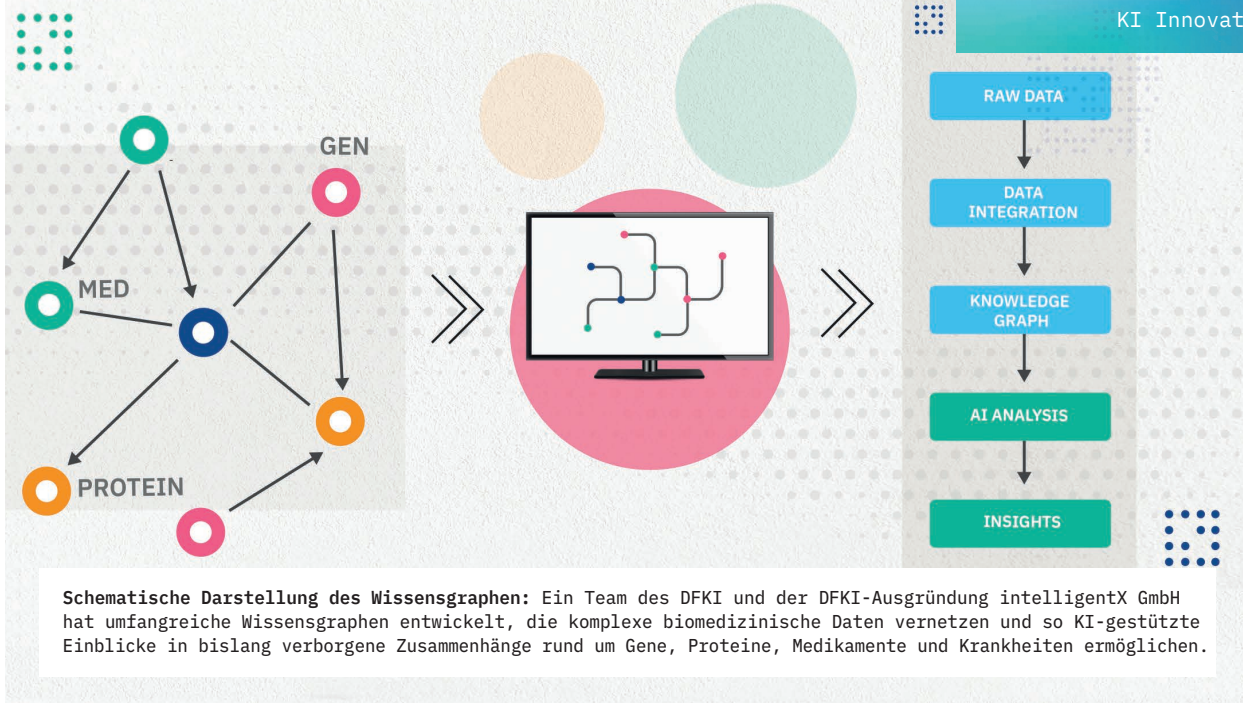 KI Innovat
GEN
MED
PROTEIN
RAW DATA
DATA
INTEGRATION
KNOWLEDGE
GRAPH
AI ANALYSIS
INSIGHTS
Schematische Darstellung des Wissensgraphen: Ein Team des DFKI und der DFKI-Ausgründung intelligentX GmbH
hat umfangreiche Wissensgraphen entwickelt, die komplexe biomedizinische Daten vernetzen und so KI-gestützte
Einblicke in bislang verborgene Zusammenhänge rund um Gene, Proteine, Medikamente und Krankheiten ermöglichen.